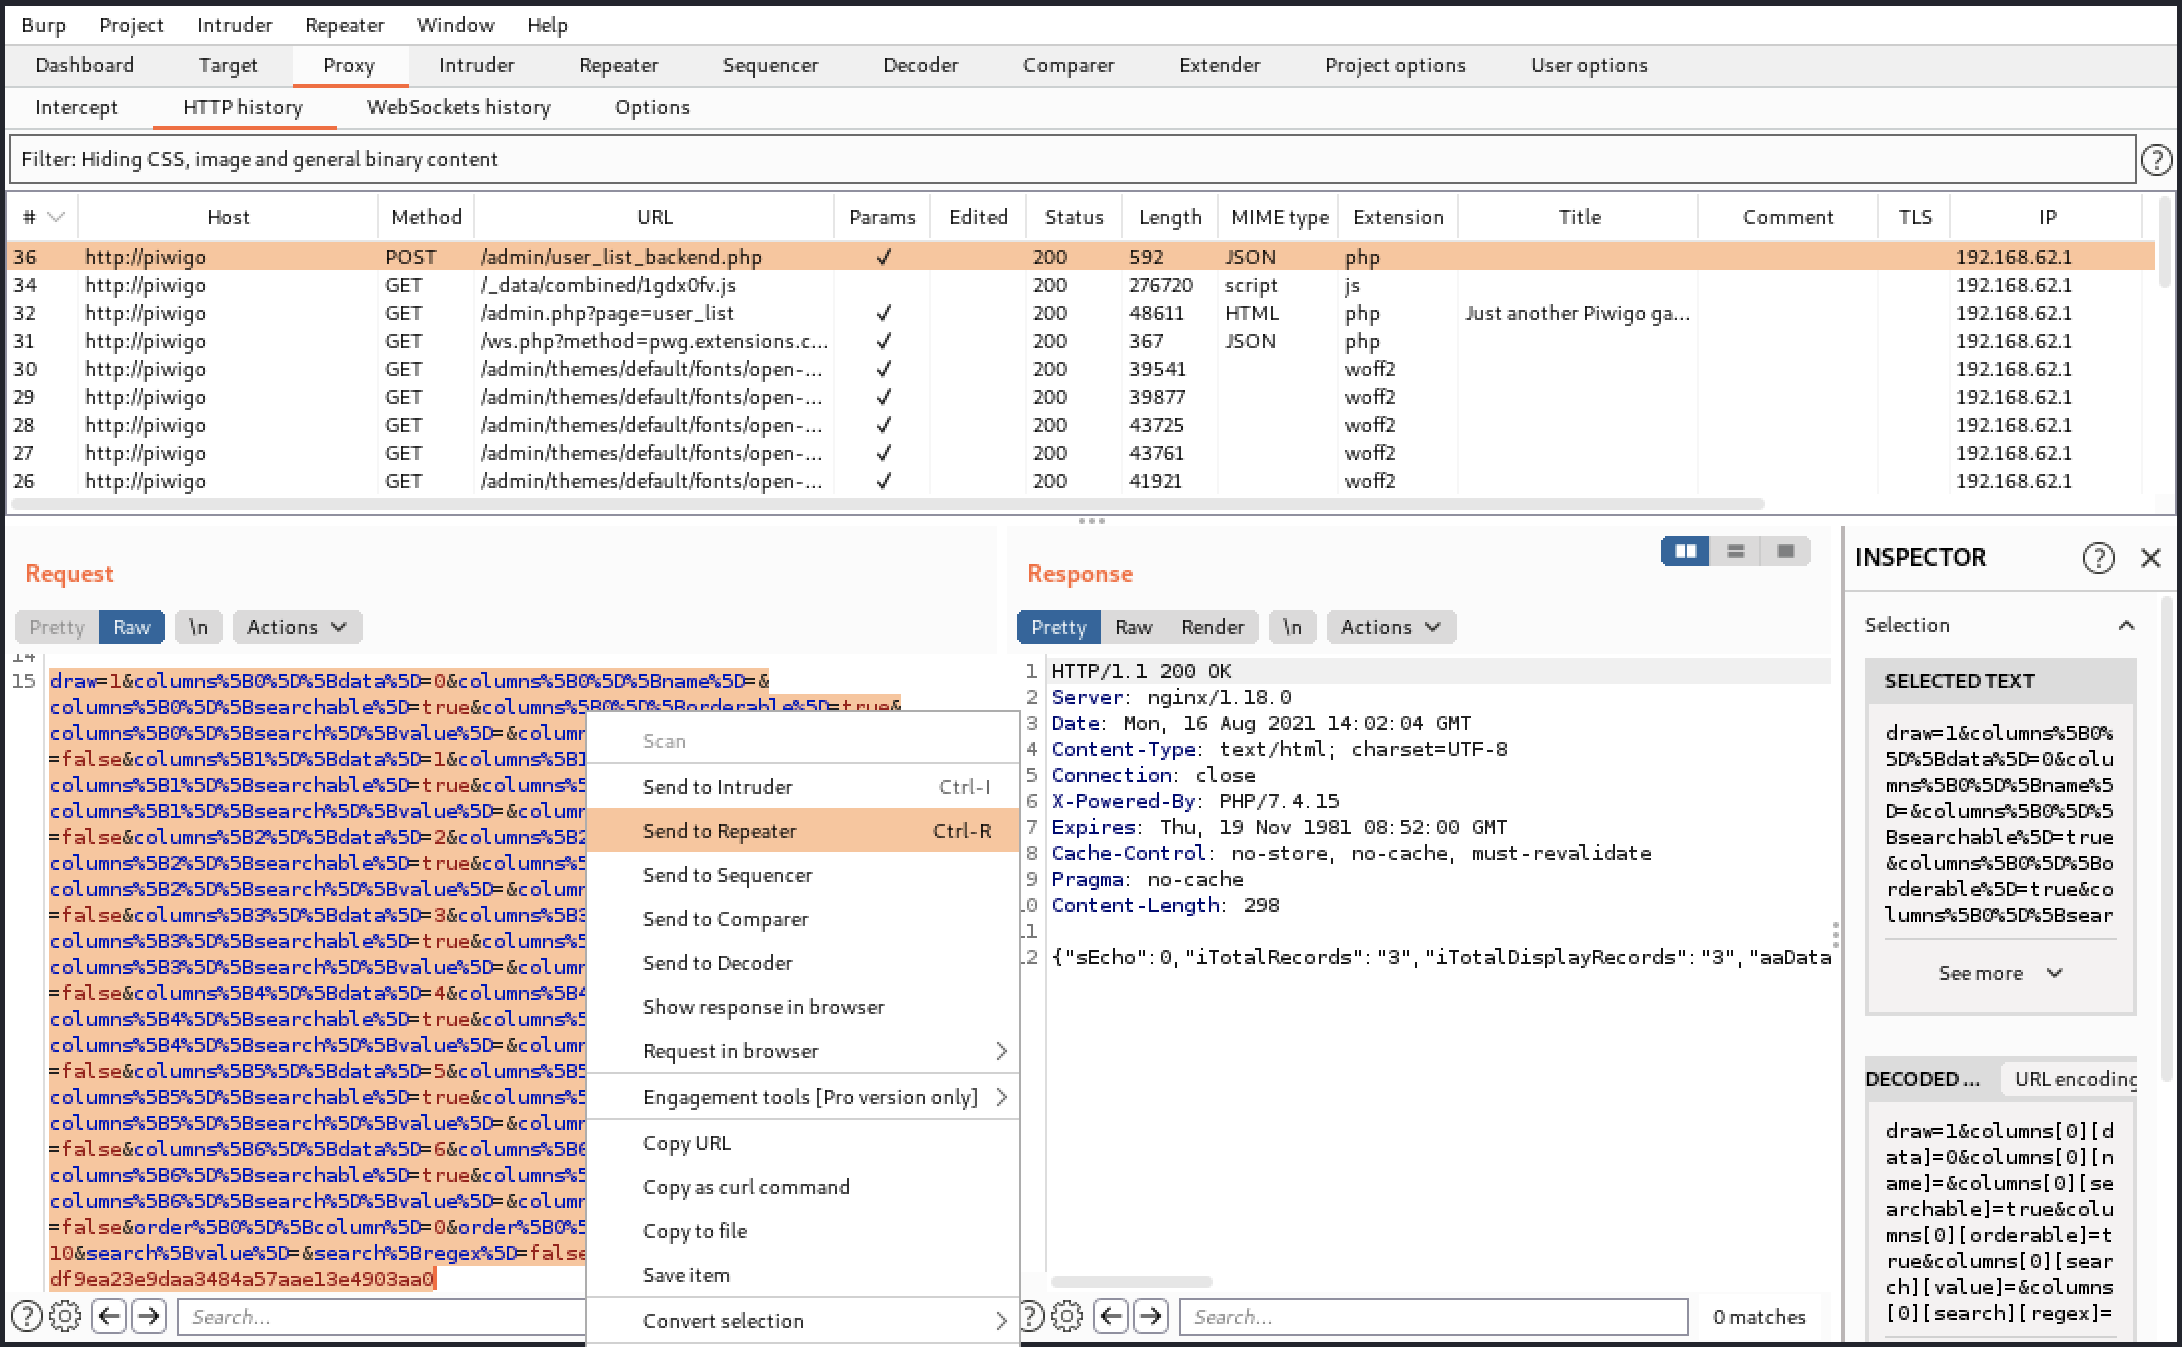 Burp Project Intruder Repeater Window Help
Dashboard Target Proxy Intruder Repeater Sequencer Decoder Comparer Extender Project options User options
Intercept HTTP history WebSockets history Options
Filter: Hiding CSS, image and general binary content
# Host Method URL Params Edited Status Length MIME type Extension Title Comment TLS IP
36 http://piwigo POST /admin/user_list_backend.php ✓ 200 592 JSON php 192.168.62.1
34 http://piwigo GET /_data/combined/1gdx0fv.js 200 276720 script js 192.168.62.1
32 http://piwigo GET /admin.php?page=user_list ✓ 200 48611 HTML php Just another Piwigo ga... 192.168.62.1
31 http://piwigo GET /ws.php?method=pwg.extensions.c... ✓ 200 367 JSON php 192.168.62.1
30 http://piwigo GET /admin/themes/default/fonts/open-... ✓ 200 39541 woff2 192.168.62.1
29 http://piwigo GET /admin/themes/default/fonts/open-... ✓ 200 39877 woff2 192.168.62.1
28 http://piwigo GET /admin/themes/default/fonts/open-... ✓ 200 43725 woff2 192.168.62.1
27 http://piwigo GET /admin/themes/default/fonts/open-... ✓ 200 43761 woff2 192.168.62.1
26 http://piwigo GET /admin/themes/default/fonts/open-... ✓ 200 41921 woff2 192.168.62.1
Request
Pretty Raw \n Actions
14
15 draw=1&columns%5B0%5D%5Bdata%5D=0&columns%5B0%5D%5Bname%5D=&
columns%5B0%5D%5Bsearchable%5D=true&columns%5B0%5D%5Borderable%5D=true&
columns%5B0%5D%5Bsearch%5D%5Bvalue%5D=&column
=false&columns%5B1%5D%5Bdata%5D=1&columns%5B1
columns%5B1%5D%5Bsearchable%5D=true&columns%5
columns%5B1%5D%5Bsearch%5D%5Bvalue%5D=&column
=false&columns%5B2%5D%5Bdata%5D=2&columns%5B2
columns%5B2%5D%5Bsearchable%5D=true&columns%5
columns%5B2%5D%5Bsearch%5D%5Bvalue%5D=&column
=false&columns%5B3%5D%5Bdata%5D=3&columns%5B3
columns%5B3%5D%5Bsearchable%5D=true&columns%5
columns%5B3%5D%5Bsearch%5D%5Bvalue%5D=&column
=false&columns%5B4%5D%5Bdata%5D=4&columns%5B4
columns%5B4%5D%5Bsearchable%5D=true&columns%5
columns%5B4%5D%5Bsearch%5D%5Bvalue%5D=&column
=false&columns%5B5%5D%5Bdata%5D=5&columns%5B5
columns%5B5%5D%5Bsearchable%5D=true&columns%5
columns%5B5%5D%5Bsearch%5D%5Bvalue%5D=&column
=false&columns%5B6%5D%5Bdata%5D=6&columns%5B6
columns%5B6%5D%5Bsearchable%5D=true&columns%5
columns%5B6%5D%5Bsearch%5D%5Bvalue%5D=&column
=false&order%5B0%5D%5Bcolumn%5D=0&order%5B0%5
10&search%5Bvalue%5D=&search%5Bregex%5D=false
df9ea23e9daa3484a57aae13e4903aa0
Search...
Scan
Send to Intruder Ctrl-I
Send to Repeater Ctrl-R
Send to Sequencer
Send to Comparer
Send to Decoder
Show response in browser
Request in browser
Engagement tools [Pro version only]
Copy URL
Copy as curl command
Copy to file
Save item
Convert selection
Response
Pretty Raw Render \n Actions
1 HTTP/1.1 200 OK
2 Server: nginx/1.18.0
3 Date: Mon, 16 Aug 2021 14:02:04 GMT
4 Content-Type: text/html; charset=UTF-8
5 Connection: close
6 X-Powered-By: PHP/7.4.15
7 Expires: Thu, 19 Nov 1981 08:52:00 GMT
8 Cache-Control: no-store, no-cache, must-revalidate
9 Pragma: no-cache
10 Content-Length: 298
11
12 {"sEcho":0,"iTotalRecords":"3","iTotalDisplayRecords":"3","aaData
Search... 0 matches
INSPECTOR
Selection
SELECTED TEXT
draw=1&columns%5B0%
5D%5Bdata%5D=0&colu
mns%5B0%5D%5Bname%5
D=&columns%5B0%5D%5
Bsearchable%5D=true
&columns%5B0%5D%5Bo
rderable%5D=true&co
lumns%5B0%5D%5Bsear
See more
DECODED ... URL encoding
draw=1&columns[0][d
ata]=0&columns[0][n
ame]=&columns[0][se
archable]=true&colu
mns[0][orderable]=t
rue&columns[0][sear
ch][value]=&columns
[0][search][regex]=